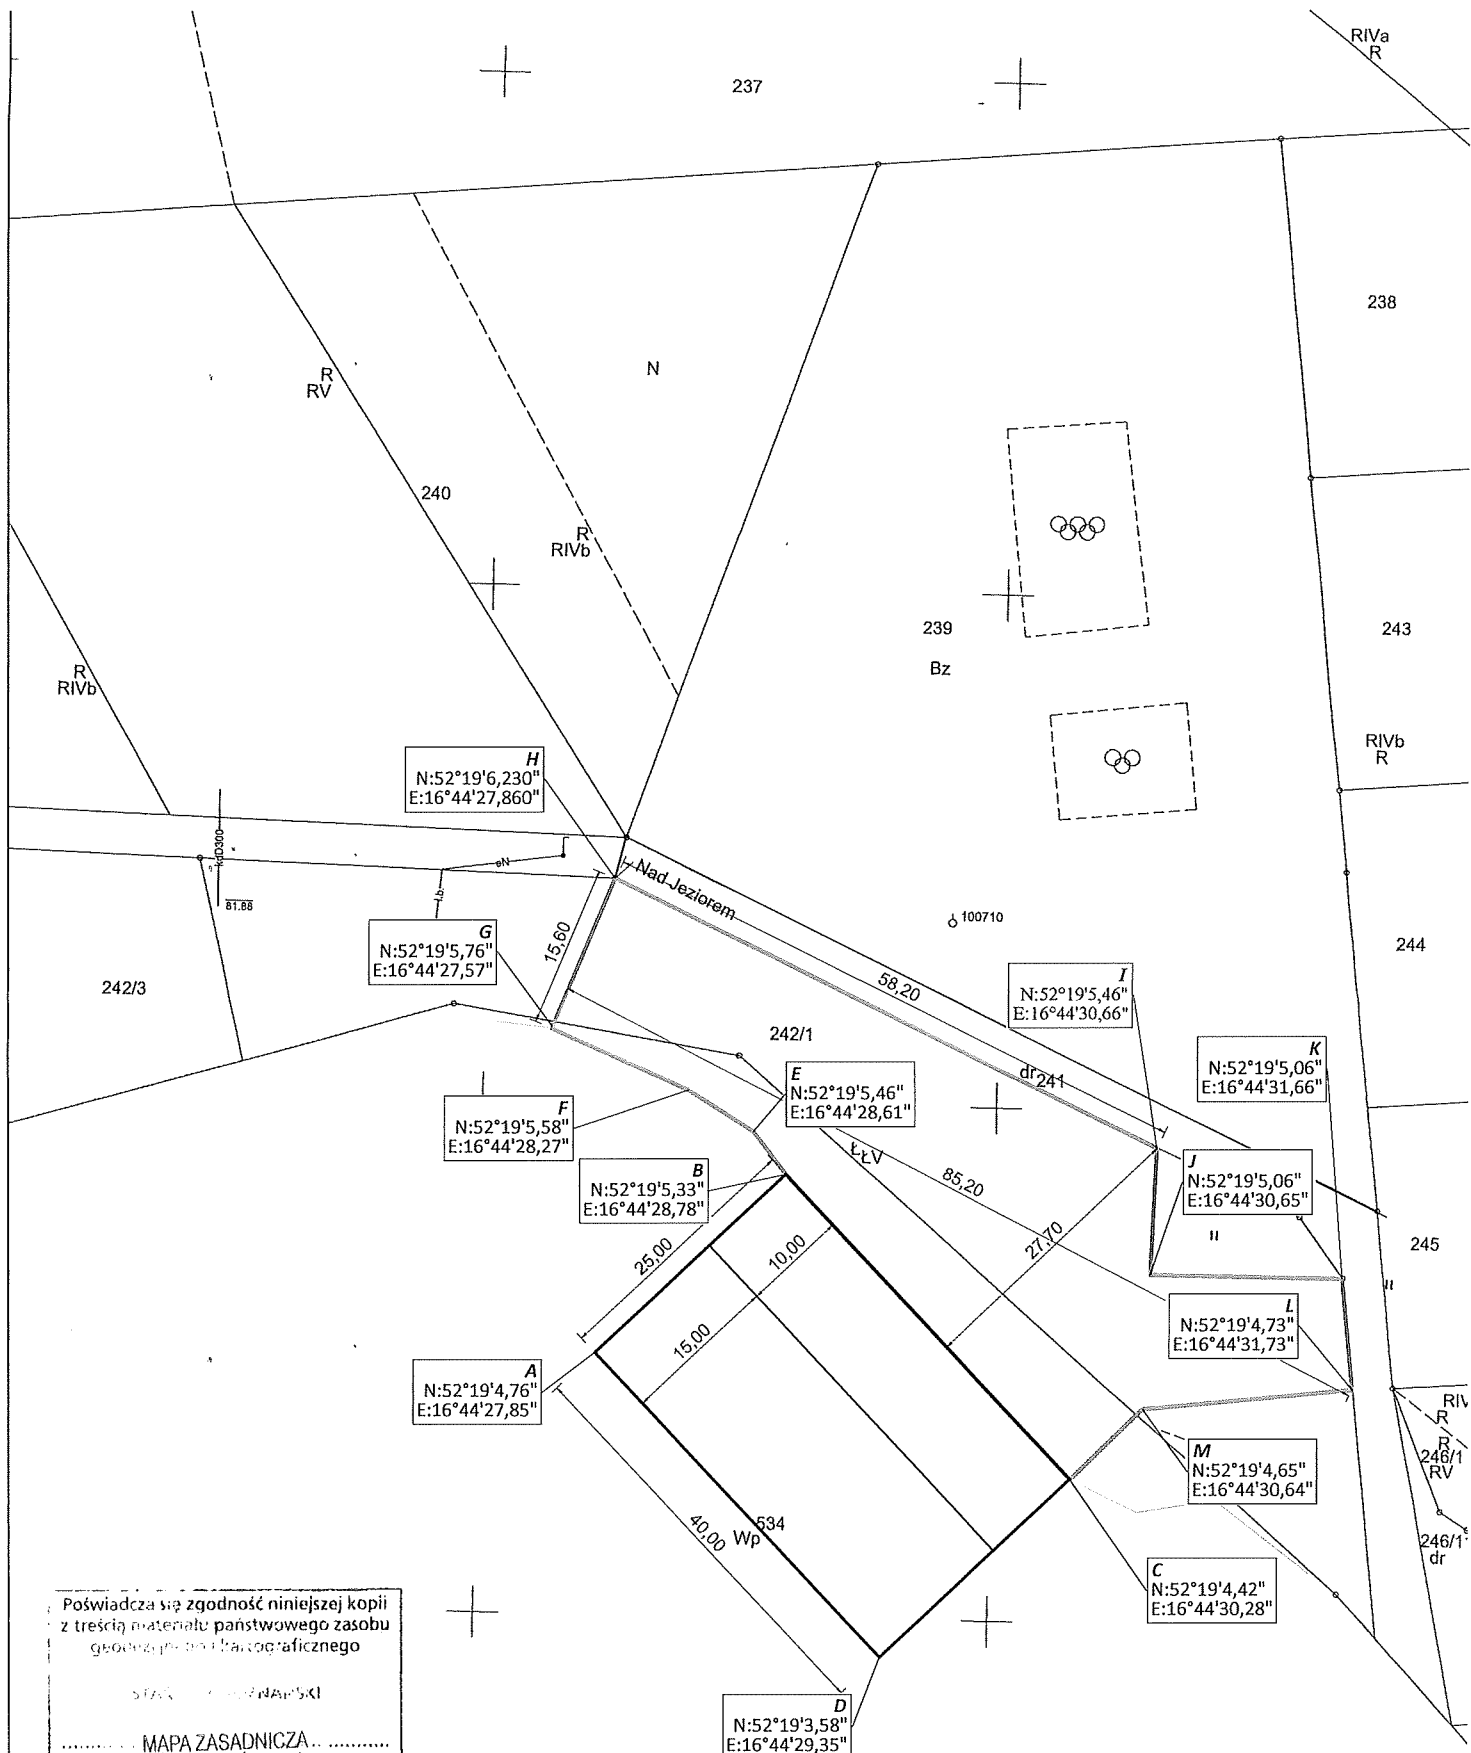 RIVa
R
237
238
N
R
RV
240
R
RIVb
239
Bz
243
R
RIVb
RIVb
R
H
N:52°19'6,230"
E:16°44'27,860"
kdD300
eN
81.88
Nad Jeziorem
100710
G
N:52°19'5,76"
E:16°44'27,57"
15,60
58,20
244
242/3
I
N:52°19'5,46"
E:16°44'30,66"
242/1
K
N:52°19'5,06"
E:16°44'31,66"
dr
241
E
N:52°19'5,46"
E:16°44'28,61"
F
N:52°19'5,58"
E:16°44'28,27"
ŁŁV
B
N:52°19'5,33"
E:16°44'28,78"
85,20
J
N:52°19'5,06"
E:16°44'30,65"
25,00
10,00
27,70
245
15,00
L
N:52°19'4,73"
E:16°44'31,73"
A
N:52°19'4,76"
E:16°44'27,85"
RIV
R
R
246/1
RV
M
N:52°19'4,65"
E:16°44'30,64"
40,00
534
Wp
246/1
dr
C
N:52°19'4,42"
E:16°44'30,28"
D
N:52°19'3,58"
E:16°44'29,35"
Poświadcza się zgodność niniejszej kopii
z treścią materiału państwowego zasobu
geodezyjnego i kartograficznego
MAPA ZASADNICZA